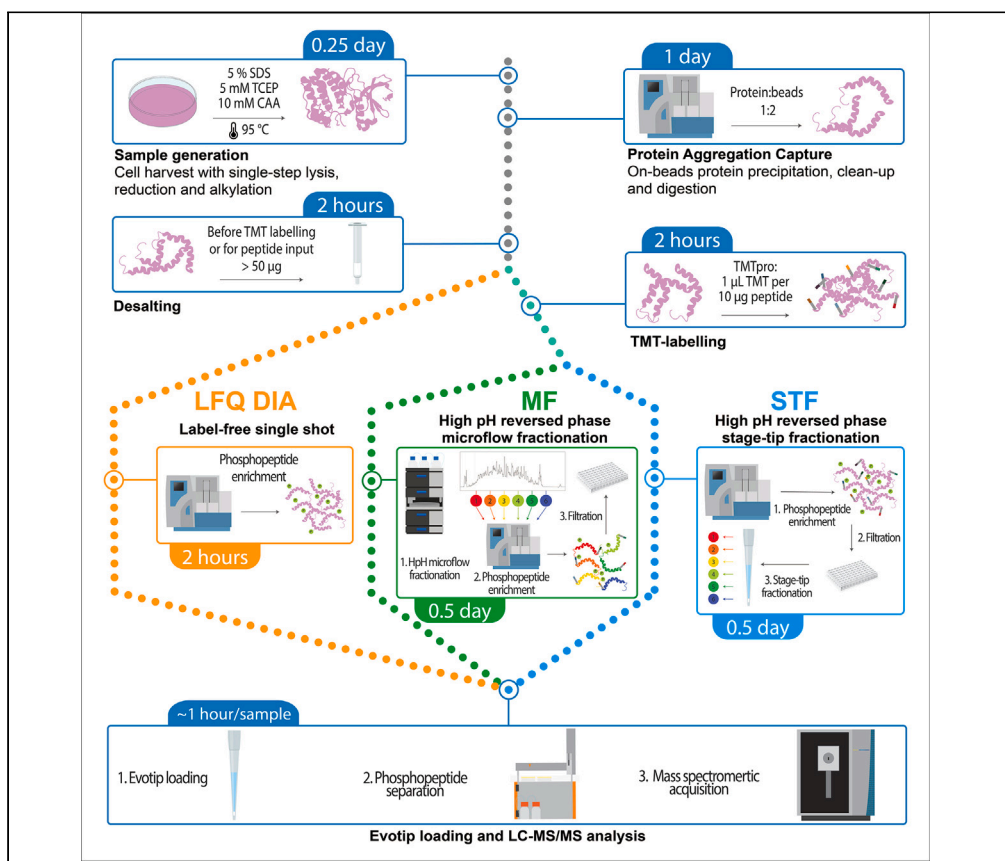 0.25 day
5 % SDS
5 mM TCEP
10 mM CAA
95 °C
Sample generation
Cell harvest with single-step lysis,
reduction and alkylation
1 day
Protein:beads
1:2
Protein Aggregation Capture
On-beads protein precipitation, clean-up
and digestion
2 hours
Before TMT labelling
or for peptide input
> 50 µg
Desalting
2 hours
TMTpro:
1 µL TMT per
10 µg peptide
TMT-labelling
LFQ DIA
Label-free single shot
Phosphopeptide
enrichment
2 hours
MF
High pH reversed phase
microflow fractionation
1 2 3 4 5 6
3. Filtration
1. HpH microflow
fractionation
2. Phosphopeptide
enrichment
0.5 day
STF
High pH reversed phase
stage-tip fractionation
1. Phosphopeptide
enrichment
2. Filtration
1
2
3
4
5
6
3. Stage-tip
fractionation
0.5 day
~1 hour/sample
1. Evotip loading
2. Phosphopeptide
separation
3. Mass spectromertic
acquisition
Evotip loading and LC-MS/MS analysis